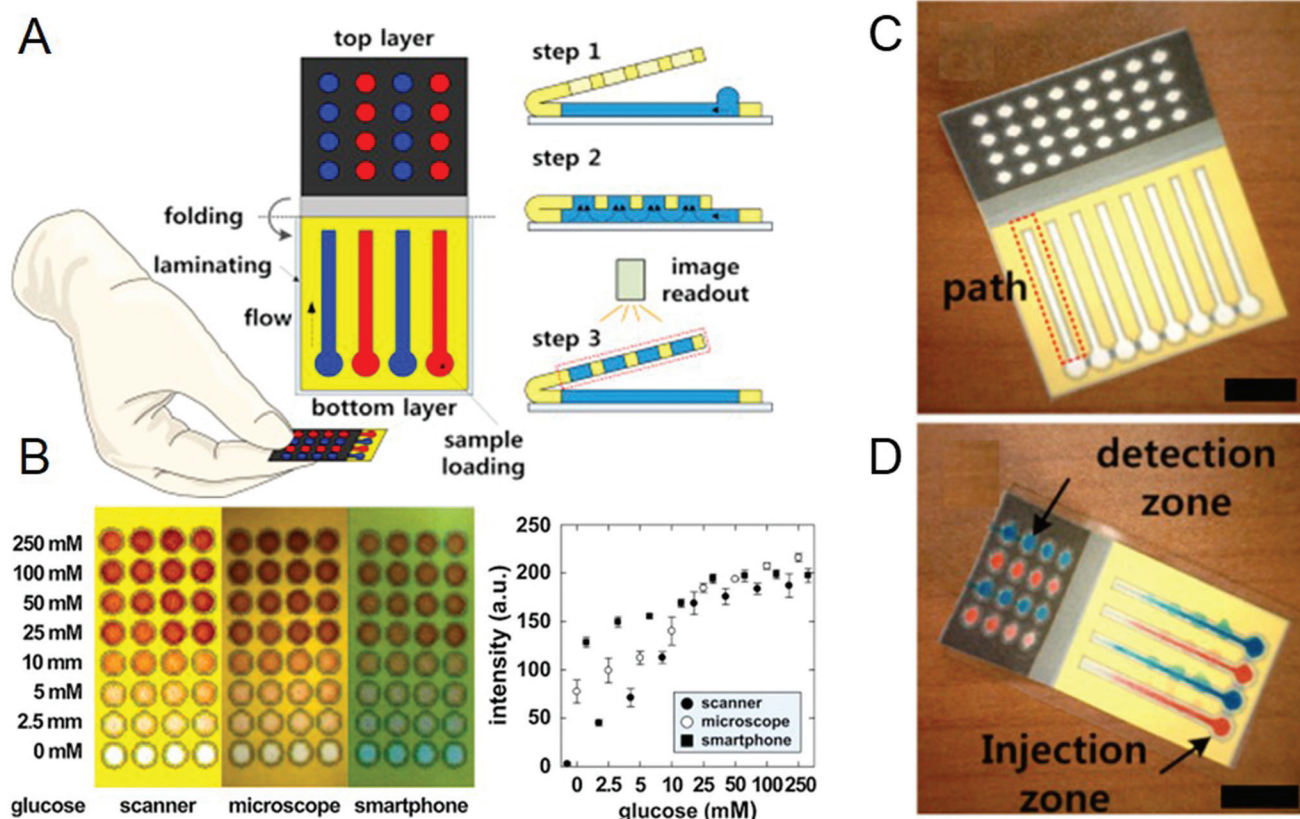 A
top layer
folding
laminating
flow
bottom layer
sample
loading
step 1
step 2
image
readout
step 3
B
250 mM
100 mM
50 mM
25 mM
10 mm
5 mM
2.5 mm
0 mM
glucose scanner microscope smartphone
intensity (a.u.)
250
200
150
100
50
0
scanner
microscope
smartphone
0 2.5 5 10 25 50 100 250
glucose (mM)
C
path
D
detection
zone
Injection
zone